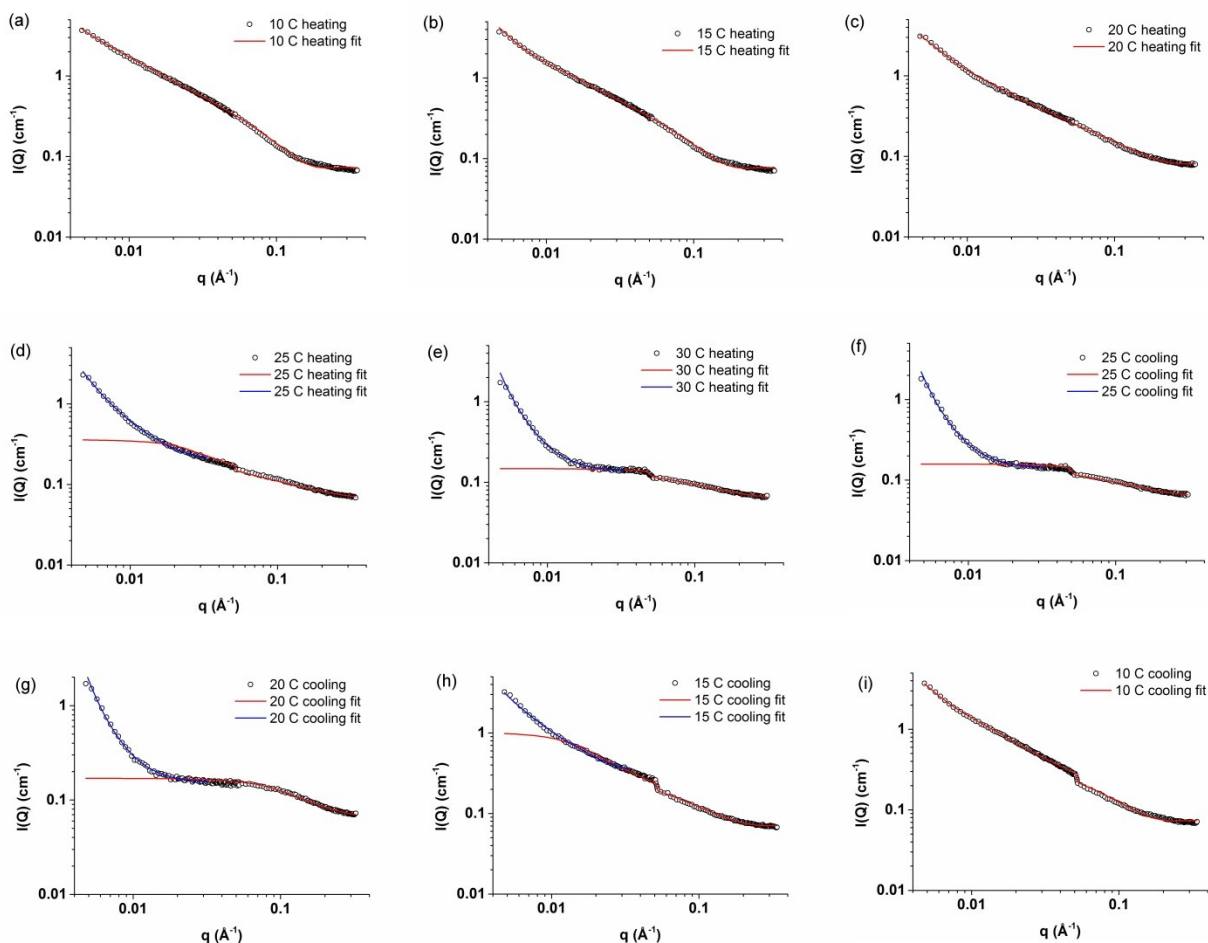 (a)
10 C heating
10 C heating fit
1
0.1
0.01
I(Q) (cm⁻¹)
0.01
0.1
q (Å⁻¹)
(b)
15 C heating
15 C heating fit
1
0.1
0.01
I(Q) (cm⁻¹)
0.01
0.1
q (Å⁻¹)
(c)
20 C heating
20 C heating fit
1
0.1
0.01
I(Q) (cm⁻¹)
0.01
0.1
q (Å⁻¹)
(d)
25 C heating
25 C heating fit
25 C heating fit
1
0.1
0.01
I(Q) (cm⁻¹)
0.01
0.1
q (Å⁻¹)
(e)
30 C heating
30 C heating fit
30 C heating fit
1
0.1
0.01
I(Q) (cm⁻¹)
0.01
0.1
q (Å⁻¹)
(f)
25 C cooling
25 C cooling fit
25 C cooling fit
1
0.1
0.01
I(Q) (cm⁻¹)
0.01
0.1
q (Å⁻¹)
(g)
20 C cooling
20 C cooling fit
20 C cooling fit
1
0.1
0.01
I(Q) (cm⁻¹)
0.01
0.1
q (Å⁻¹)
(h)
15 C cooling
15 C cooling fit
15 C cooling fit
1
0.1
0.01
I(Q) (cm⁻¹)
0.01
0.1
q (Å⁻¹)
(i)
10 C cooling
10 C cooling fit
1
0.1
0.01
I(Q) (cm⁻¹)
0.01
0.1
q (Å⁻¹)